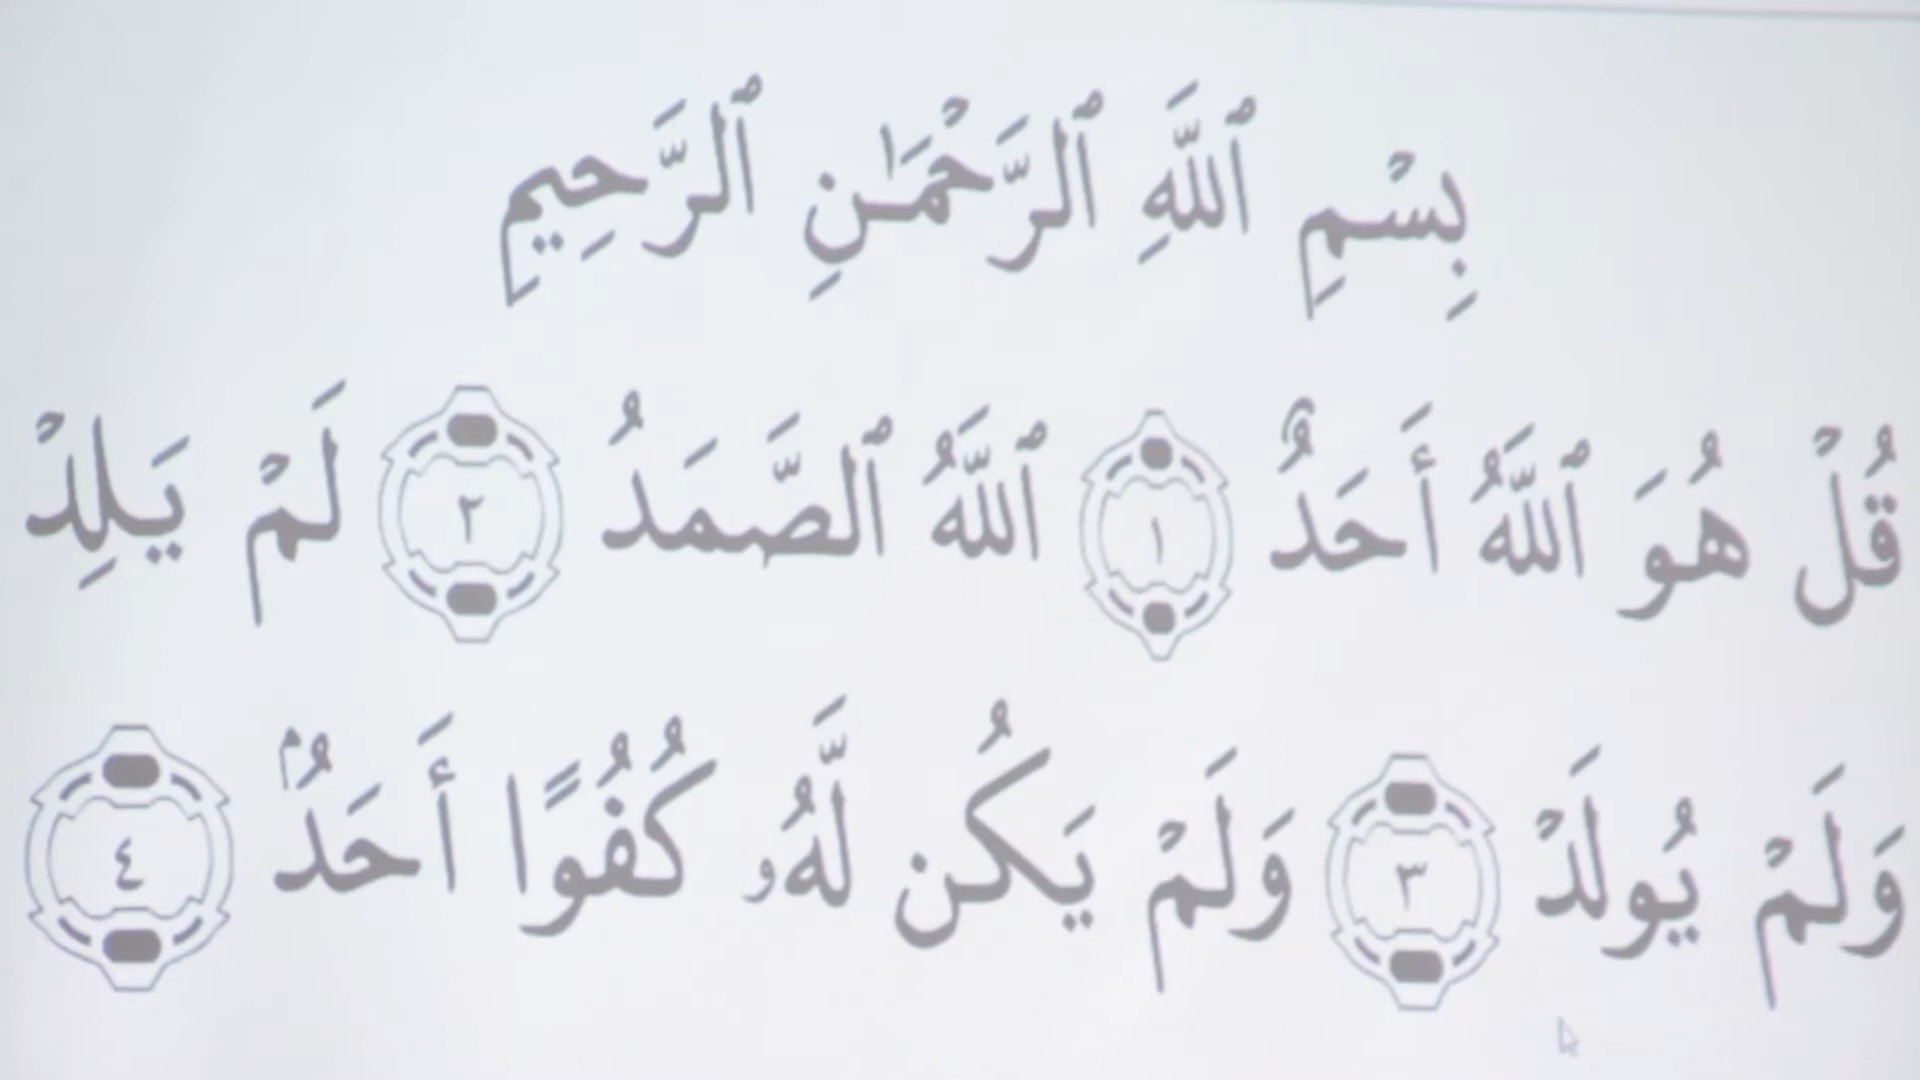 بِسْمِ ٱللَّهِ ٱلرَّحْمَـٰنِ ٱلرَّحِيمِ
قُلْ هُوَ ٱللَّهُ أَحَدٌ ١ ٱللَّهُ ٱلصَّمَدُ ٢ لَمْ يَلِدْ
وَلَمْ يُولَدْ ٣ وَلَمْ يَكُن لَّهُۥ كُفُوًا أَحَدٌۢ ٤